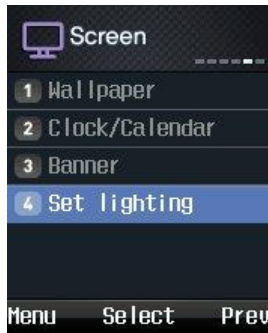 Screen
1 Wallpaper
2 Clock/Calendar
3 Banner
4 Set lighting
Menu Select Prev